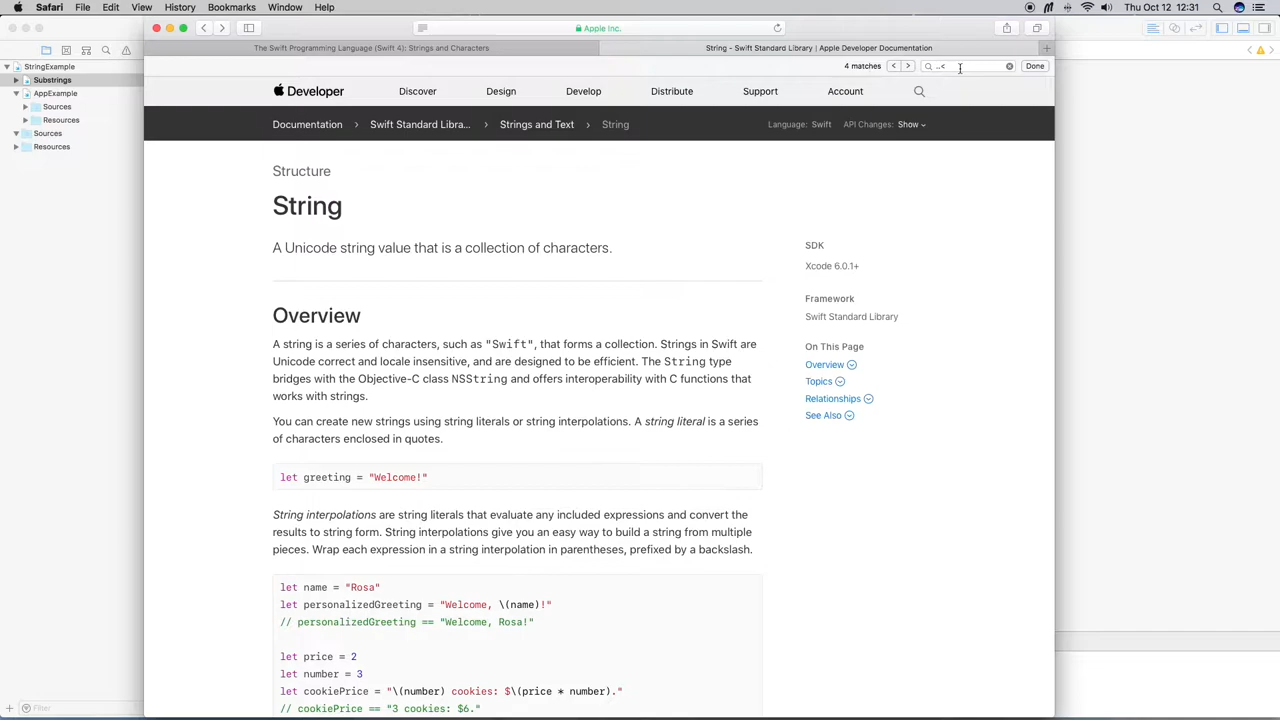 Safari File Edit View History Bookmarks Window Help
Thu Oct 12 12:31
Apple Inc.
The Swift Programming Language (Swift 4): Strings and Characters
String - Swift Standard Library | Apple Developer Documentation
4 matches
..<
Done
StringExample
Substrings
AppExample
Sources
Resources
Sources
Resources
Filter
Developer
Discover
Design
Develop
Distribute
Support
Account
Documentation
Swift Standard Libra...
Strings and Text
String
Language: Swift
API Changes: Show
Structure
String
A Unicode string value that is a collection of characters.
Overview
A string is a series of characters, such as "Swift", that forms a collection. Strings in Swift are
Unicode correct and locale insensitive, and are designed to be efficient. The String type
bridges with the Objective-C class NSString and offers interoperability with C functions that
works with strings.
You can create new strings using string literals or string interpolations. A string literal is a series
of characters enclosed in quotes.
let greeting = "Welcome!"
String interpolations are string literals that evaluate any included expressions and convert the
results to string form. String interpolations give you an easy way to build a string from multiple
pieces. Wrap each expression in a string interpolation in parentheses, prefixed by a backslash.
let name = "Rosa"
let personalizedGreeting = "Welcome, \(name)!"
// personalizedGreeting == "Welcome, Rosa!"
let price = 2
let number = 3
let cookiePrice = "\(number) cookies: $\(price * number)."
// cookiePrice == "3 cookies: $6."
SDK
Xcode 6.0.1+
Framework
Swift Standard Library
On This Page
Overview
Topics
Relationships
See Also